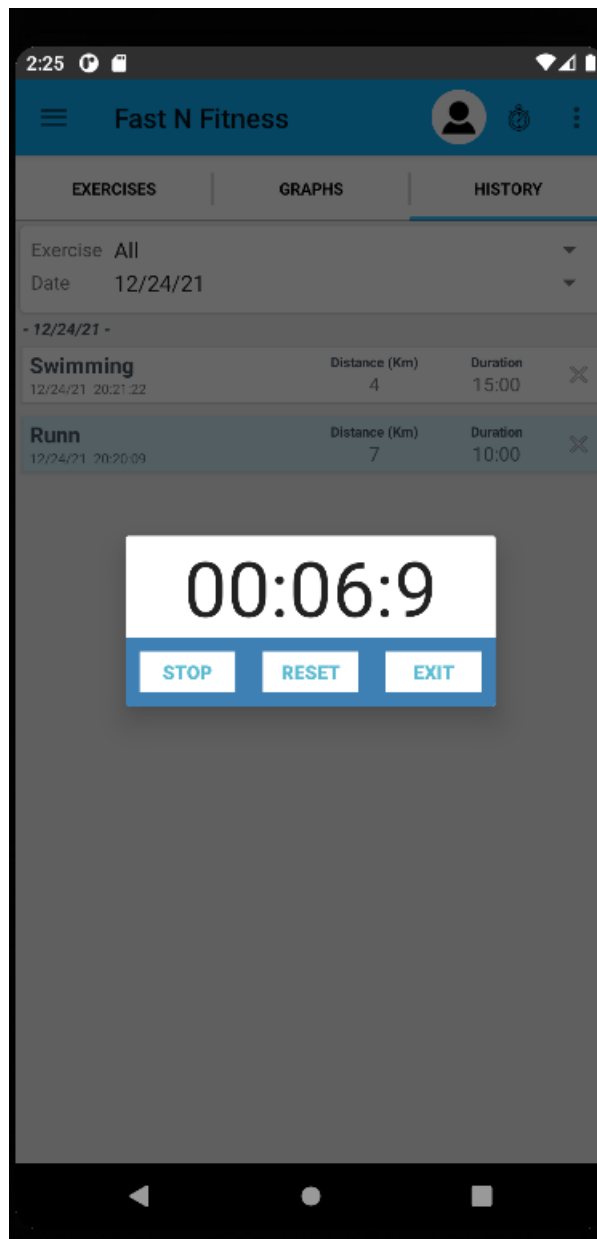 2:25
Fast N Fitness
EXERCISES GRAPHS HISTORY
Exercise All
Date 12/24/21
- 12/24/21 -
Swimming Distance (Km) Duration
12/24/21 20:21:22 4 15:00
Runn Distance (Km) Duration
12/24/21 20:20:09 7 10:00
00:06:9
STOP RESET EXIT